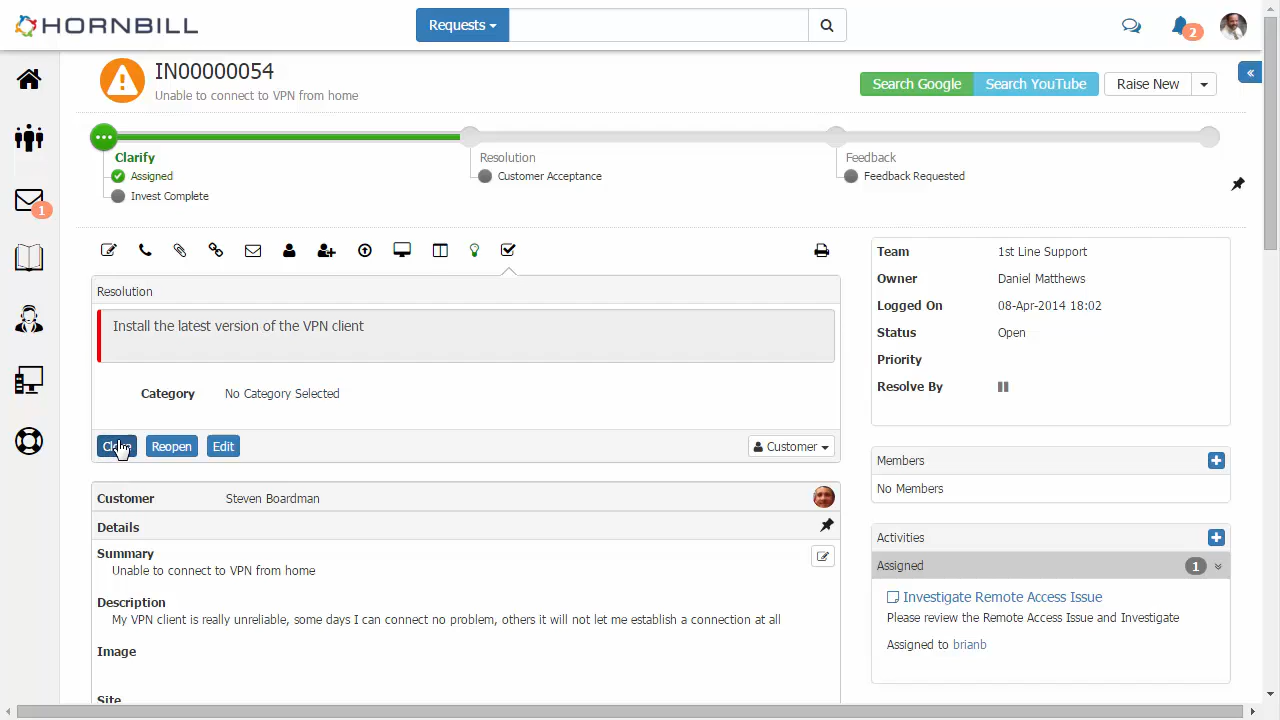 HORNBILL
Requests
2
IN00000054
Unable to connect to VPN from home
Search Google
Search YouTube
Raise New
«
Clarify
Assigned
Invest Complete
Resolution
Customer Acceptance
Feedback
Feedback Requested
1
Resolution
Install the latest version of the VPN client
Category
No Category Selected
Reopen
Edit
Customer
Customer
Steven Boardman
Details
Summary
Unable to connect to VPN from home
Description
My VPN client is really unreliable, some days I can connect no problem, others it will not let me establish a connection at all
Image
Site
Team
1st Line Support
Owner
Daniel Matthews
Logged On
08-Apr-2014 18:02
Status
Open
Priority
Resolve By
Members
No Members
Activities
Assigned
1
Investigate Remote Access Issue
Please review the Remote Access Issue and Investigate
Assigned to brianb